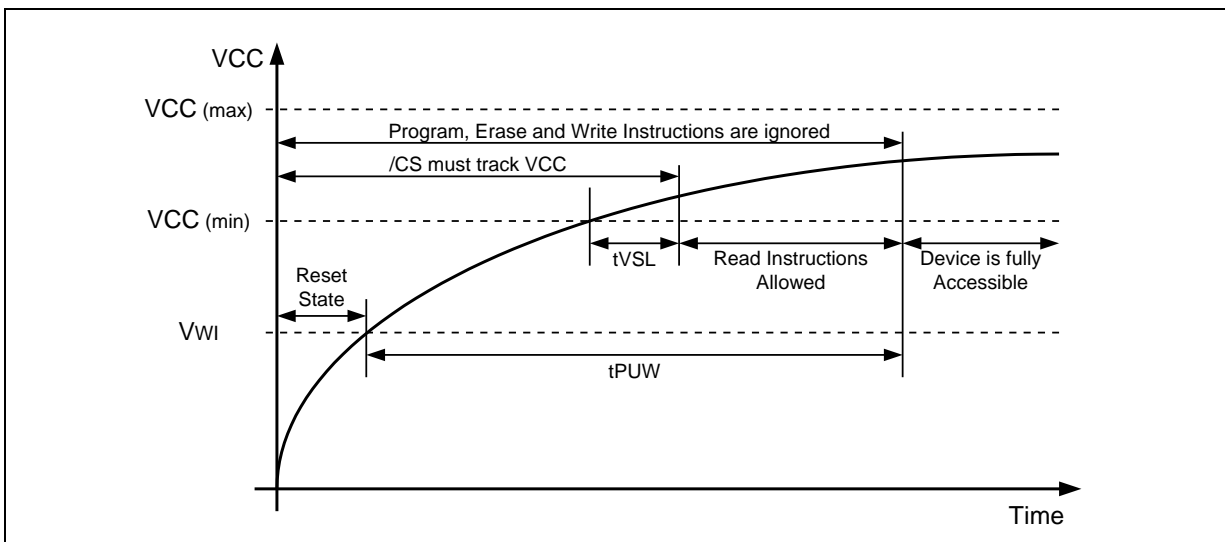 VCC
VCC (max)
Program, Erase and Write Instructions are ignored
/CS must track VCC
VCC (min)
tVSL
Read Instructions
Allowed
Device is fully
Accessible
Reset
State
VWI
tPUW
Time